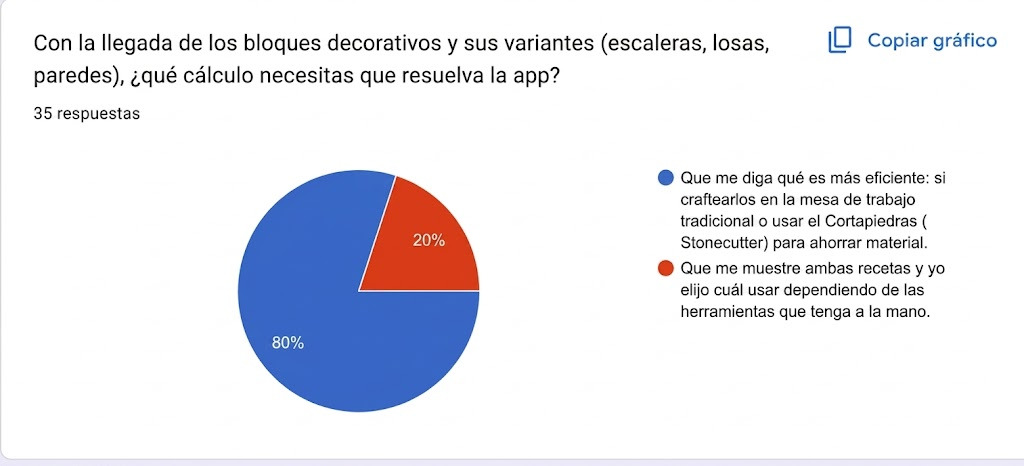 Con la llegada de los bloques decorativos y sus variantes (escaleras, losas,
paredes), ¿qué cálculo necesitas que resuelva la app?
Copiar gráfico
35 respuestas
20%
80%
Que me diga qué es más eficiente: si
craftearlos en la mesa de trabajo
tradicional o usar el Cortapiedras (
Stonecutter) para ahorrar material.
Que me muestre ambas recetas y yo
elijo cuál usar dependiendo de las
herramientas que tenga a la mano.